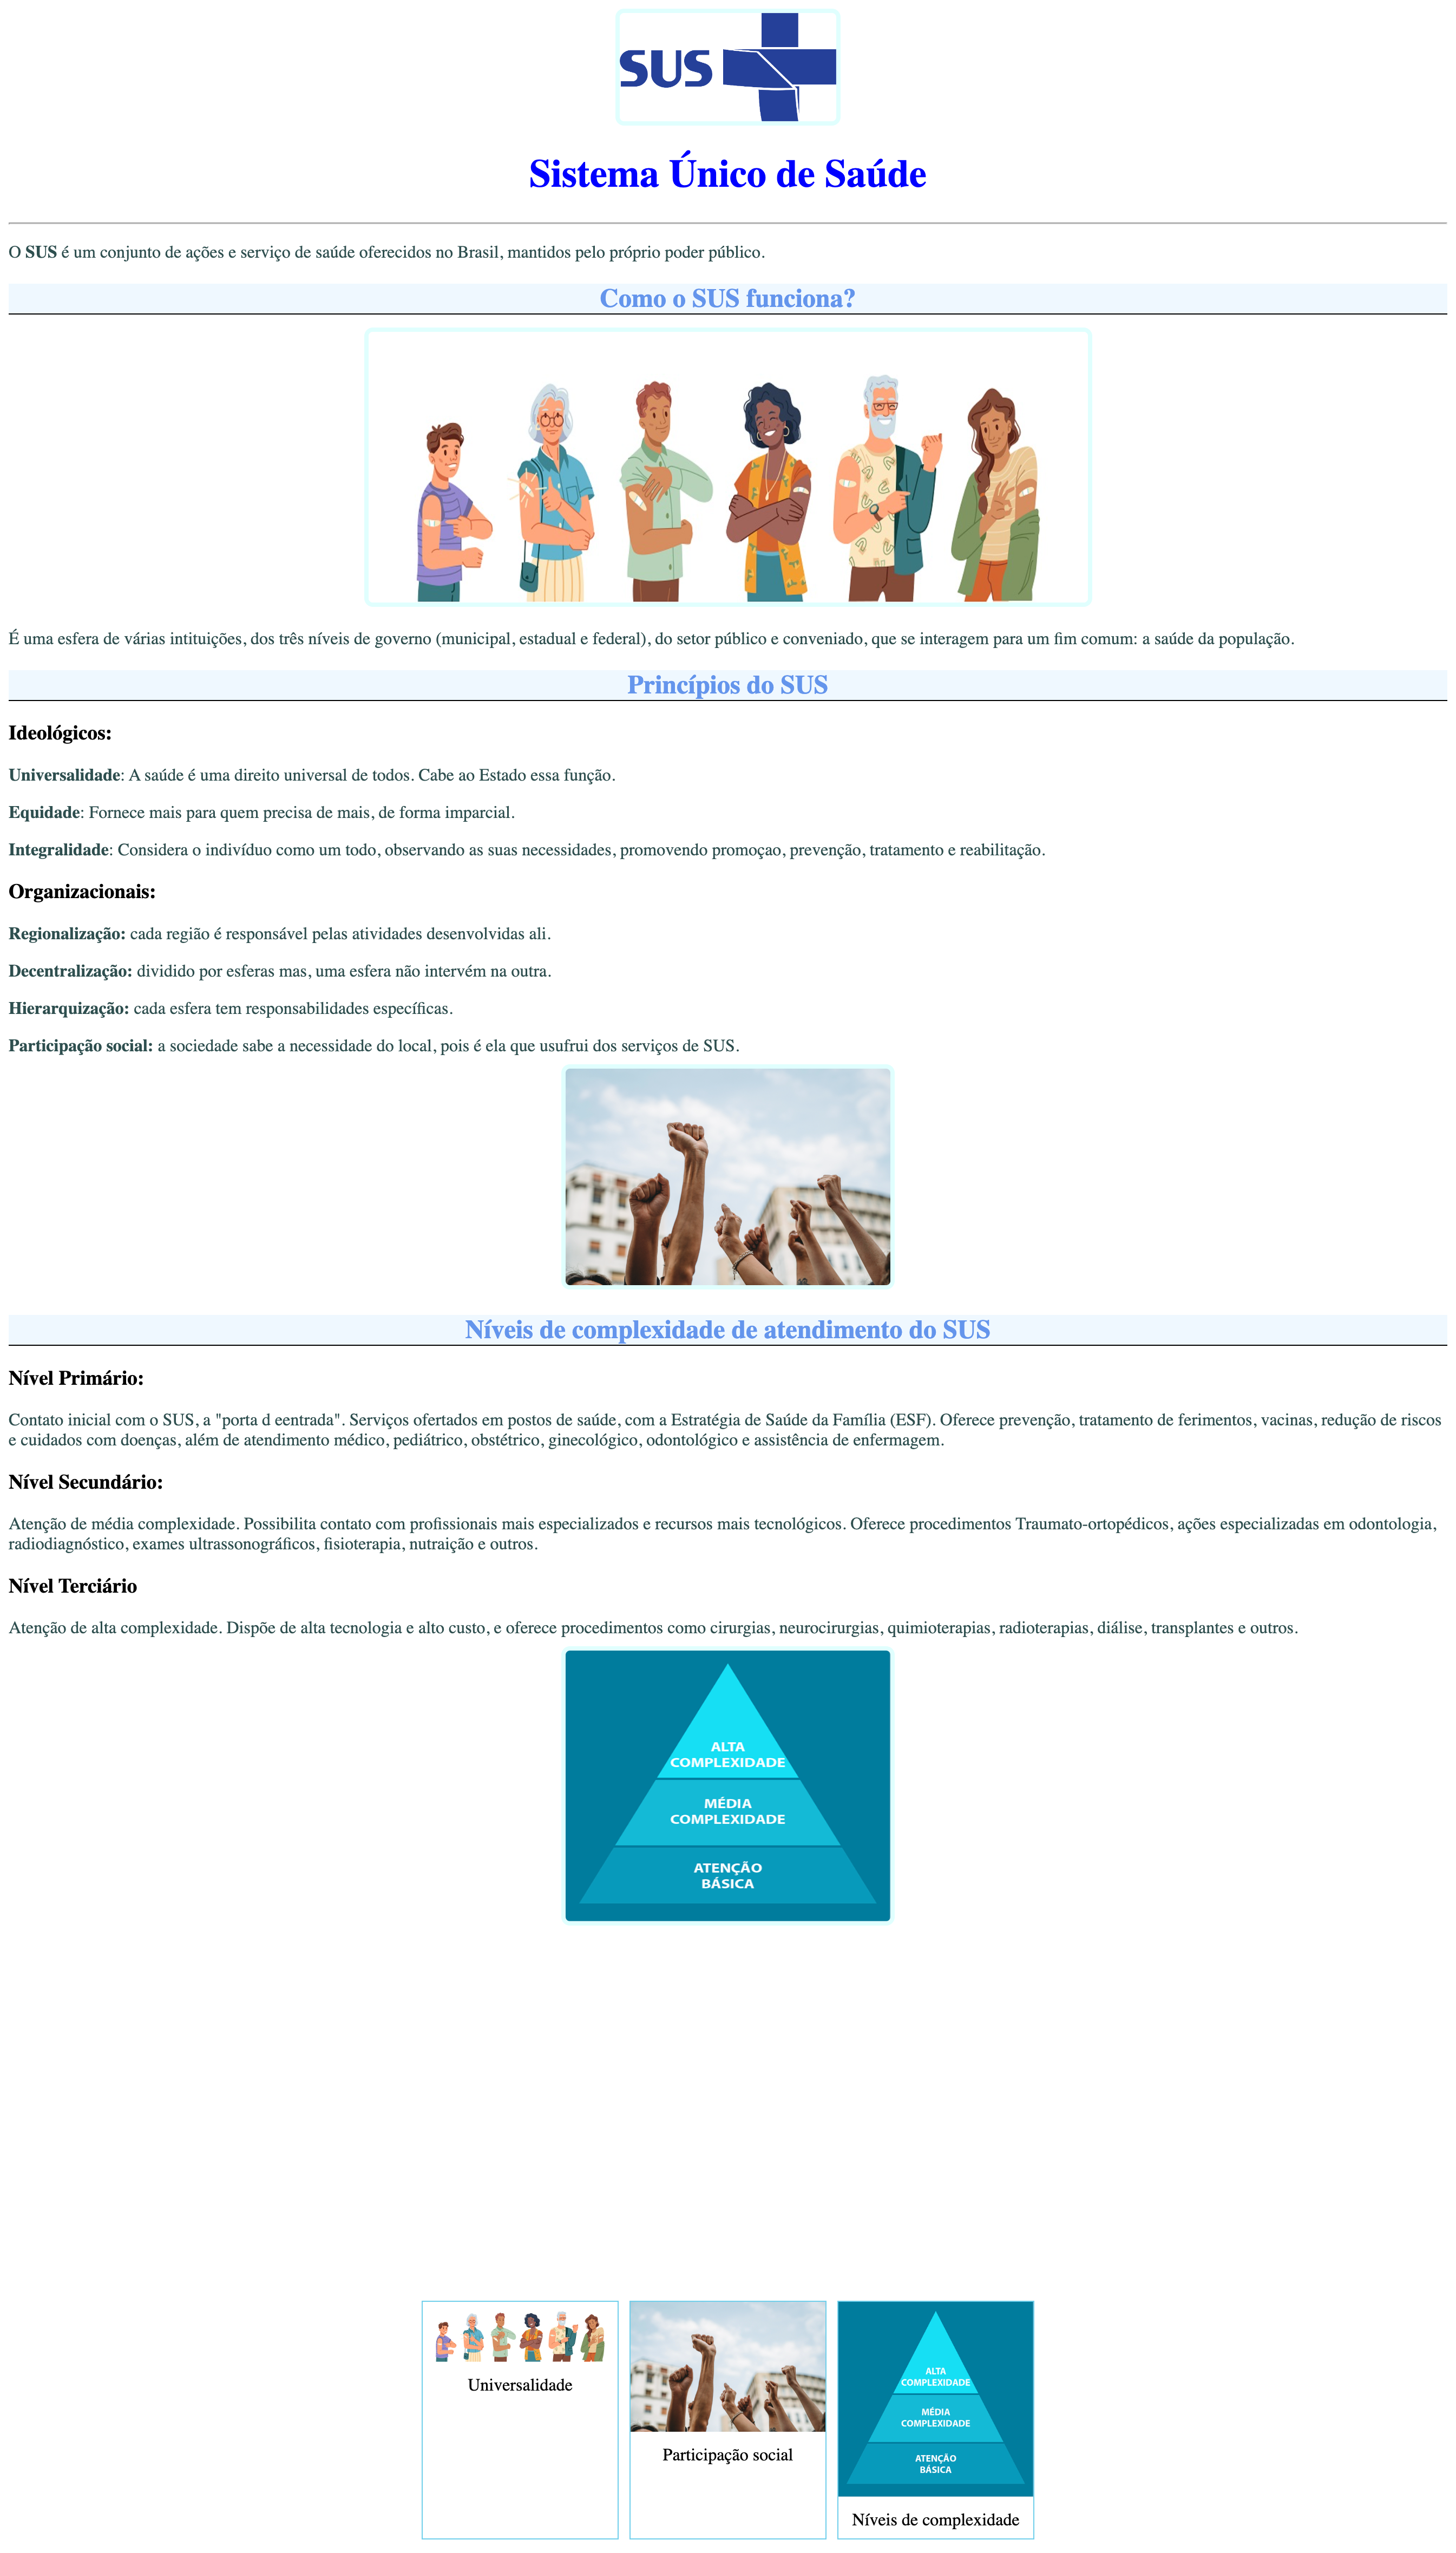 SUS
Sistema Único de Saúde
O SUS é um conjunto de ações e serviço de saúde oferecidos no Brasil, mantidos pelo próprio poder público.
Como o SUS funciona?
É uma esfera de várias intituições, dos três níveis de governo (municipal, estadual e federal), do setor público e conveniado, que se interagem para um fim comum: a saúde da população.
Princípios do SUS
Ideológicos:
Universalidade: A saúde é uma direito universal de todos. Cabe ao Estado essa função.
Equidade: Fornece mais para quem precisa de mais, de forma imparcial.
Integralidade: Considera o indivíduo como um todo, observando as suas necessidades, promovendo promoçao, prevenção, tratamento e reabilitação.
Organizacionais:
Regionalização: cada região é responsável pelas atividades desenvolvidas ali.
Decentralização: dividido por esferas mas, uma esfera não intervém na outra.
Hierarquização: cada esfera tem responsabilidades específicas.
Participação social: a sociedade sabe a necessidade do local, pois é ela que usufrui dos serviços de SUS.
Níveis de complexidade de atendimento do SUS
Nível Primário:
Contato inicial com o SUS, a "porta d eentrada". Serviços ofertados em postos de saúde, com a Estratégia de Saúde da Família (ESF). Oferece prevenção, tratamento de ferimentos, vacinas, redução de riscos
e cuidados com doenças, além de atendimento médico, pediátrico, obstétrico, ginecológico, odontológico e assistência de enfermagem.
Nível Secundário:
Atenção de média complexidade. Possibilita contato com profissionais mais especializados e recursos mais tecnológicos. Oferece procedimentos Traumato-ortopédicos, ações especializadas em odontologia,
radiodiagnóstico, exames ultrassonográficos, fisioterapia, nutraição e outros.
Nível Terciário
Atenção de alta complexidade. Dispõe de alta tecnologia e alto custo, e oferece procedimentos como cirurgias, neurocirurgias, quimioterapias, radioterapias, diálise, transplantes e outros.
ALTA
COMPLEXIDADE
MÉDIA
COMPLEXIDADE
ATENÇÃO
BÁSICA
Universalidade
Participação social
ALTA
COMPLEXIDADE
MÉDIA
COMPLEXIDADE
ATENÇÃO
BÁSICA
Níveis de complexidade